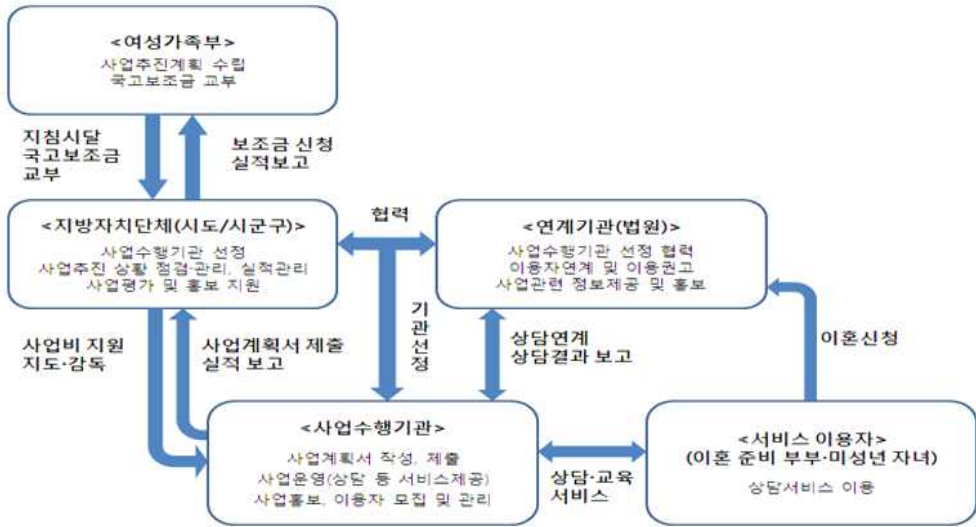 <여성가족부>
사업추진계획 수립
국고보조금 교부
지침시달
국고보조금
교부
보조금 신청
실적보고
<지방자치단체(시도/시군구)>
사업수행기관 선정
사업추진 상황 점검·관리, 실적관리
사업평가 및 홍보 지원
협력
<연계기관(법원)>
사업수행기관 선정 협력
이용자연계 및 이용권고
사업관련 정보제공 및 홍보
사업비 지원
지도·감독
사업계획서 제출
실적 보고
기
관
선
정
상담연계
상담결과 보고
이혼신청
<사업수행기관>
사업계획서 작성, 제출
사업운영(상담 등 서비스제공)
사업홍보, 이용자 모집 및 관리
상담·교육
서비스
<서비스 이용자>
(이혼 준비 부부·미성년 자녀)
상담서비스 이용